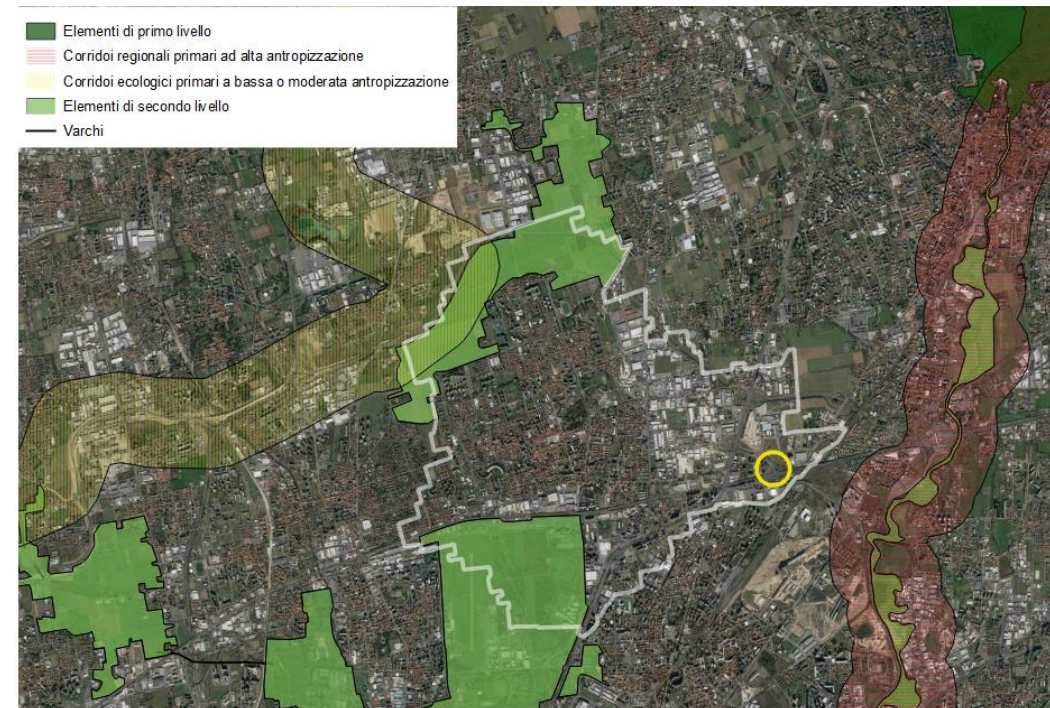 Elementi di primo livello
Corridoi regionali primari ad alta antropizzazione
Corridoi ecologici primari a bassa o moderata antropizzazione
Elementi di secondo livello
Varchi